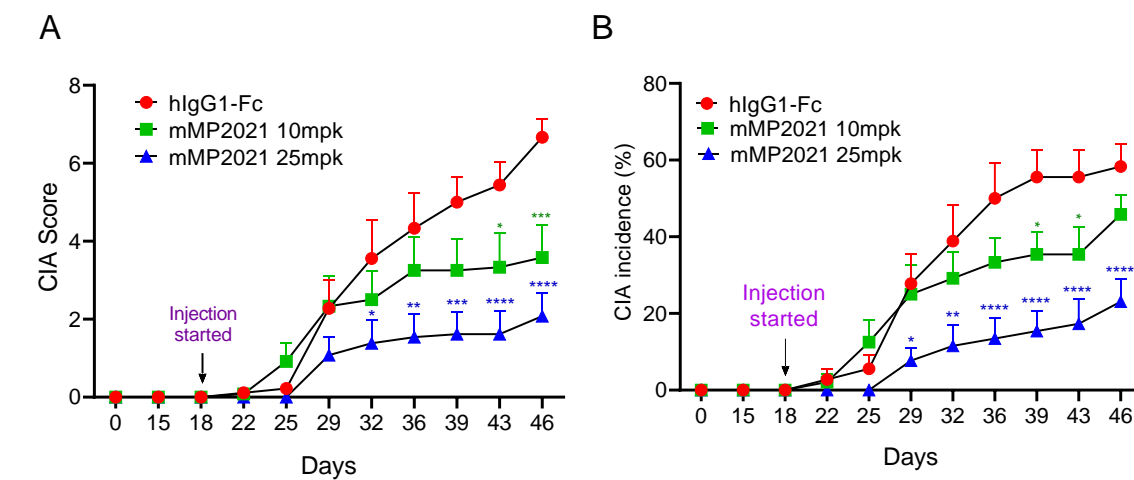 A
CIA Score
8
6
4
2
0
hIgG1-Fc
mMP2021 10mpk
mMP2021 25mpk
Injection
started
* ***
* ** *** **** ****
0 15 18 22 25 29 32 36 39 43 46
Days
B
CIA incidence (%)
80
60
40
20
0
hIgG1-Fc
mMP2021 10mpk
mMP2021 25mpk
Injection
started
* *
* ** **** **** **** ****
0 15 18 22 25 29 32 36 39 43 46
Days